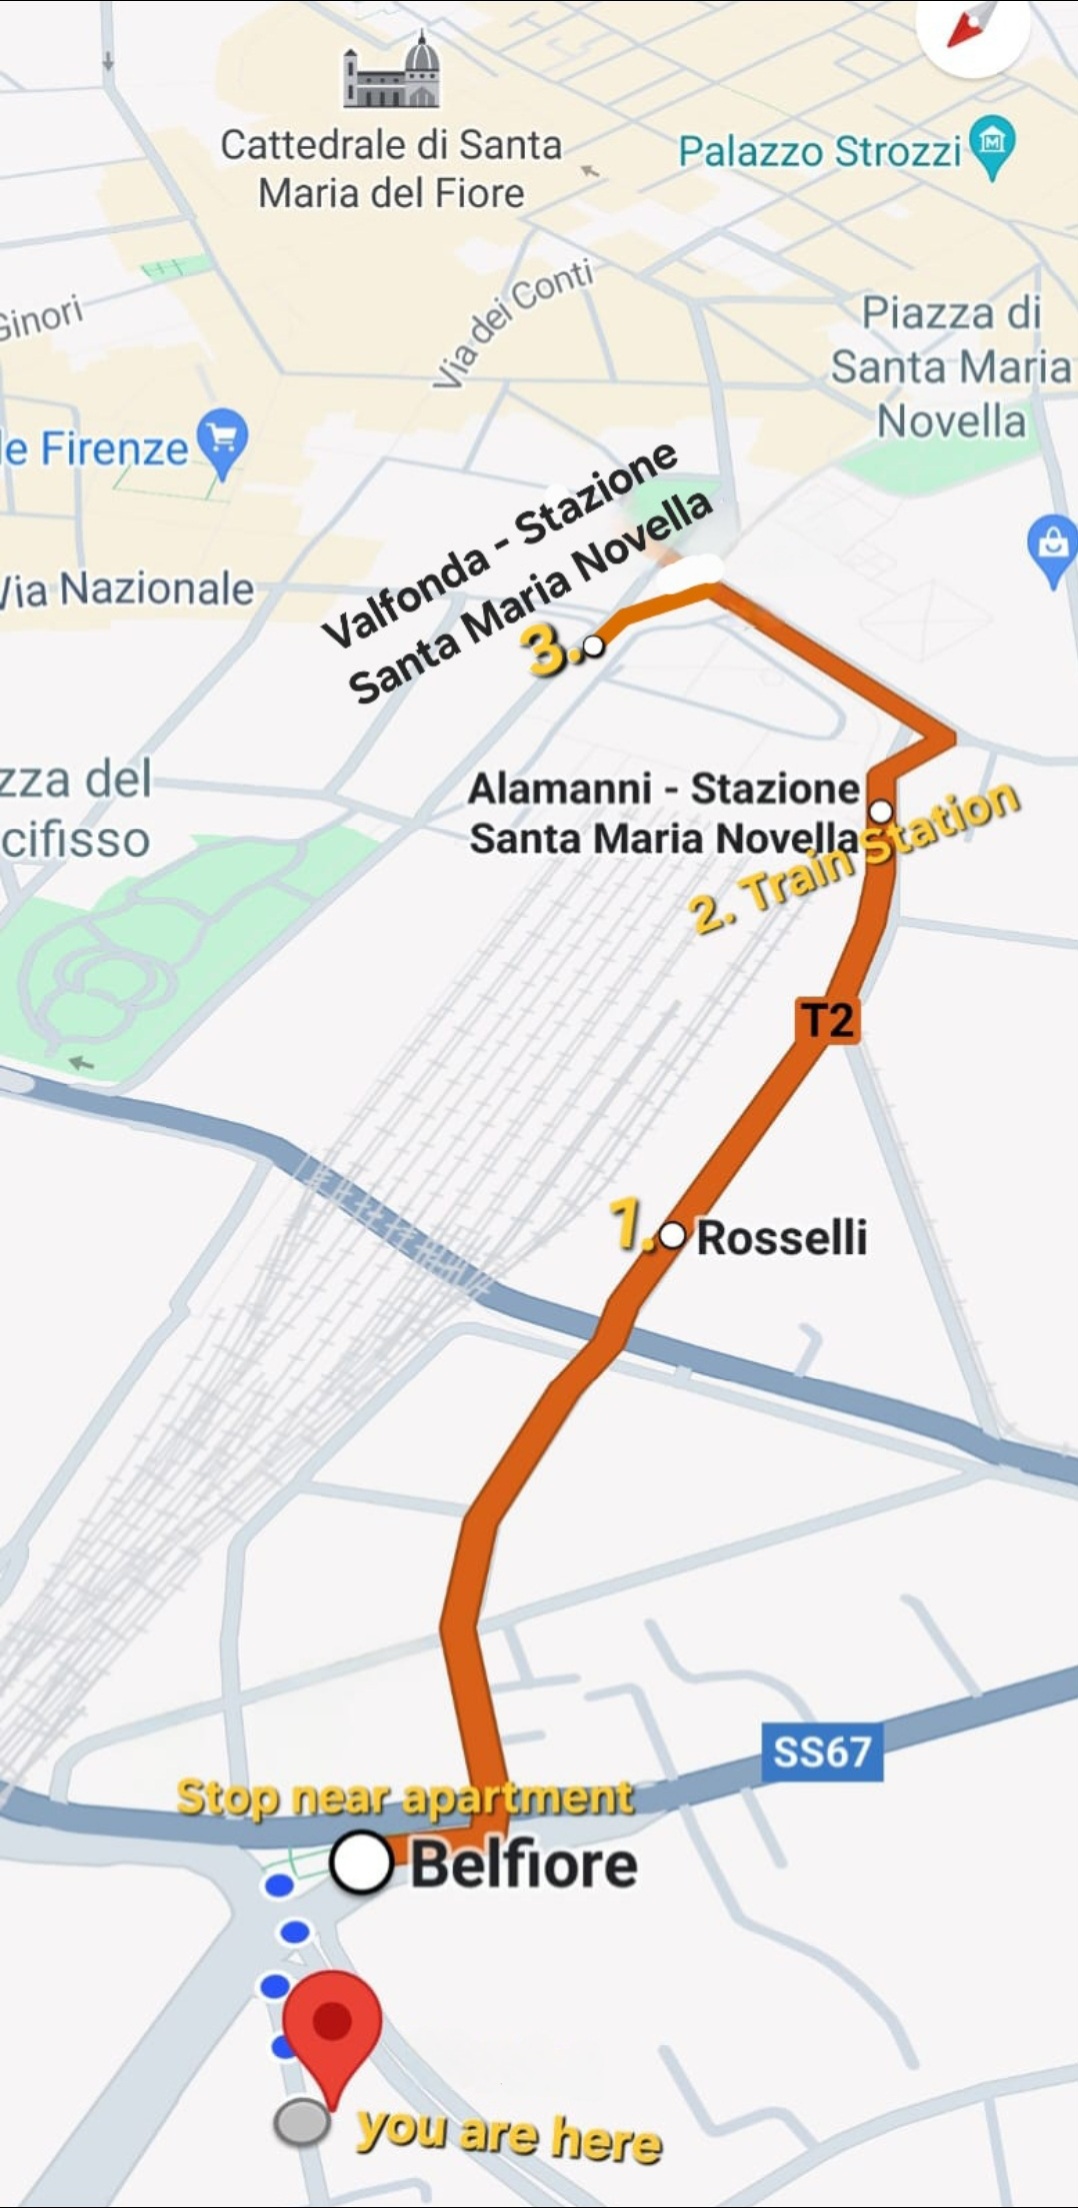 Cattedrale di Santa
Maria del Fiore
Palazzo Strozzi
Ginori
Via dei Conti
Piazza di
Santa Maria
Novella
le Firenze
Via Nazionale
Valfonda - Stazione
Santa Maria Novella
3.
zza del
cifisso
Alamanni - Stazione
Santa Maria Novella
2. Train Station
T2
1.
Rosselli
SS67
Stop near apartment
Belfiore
you are here